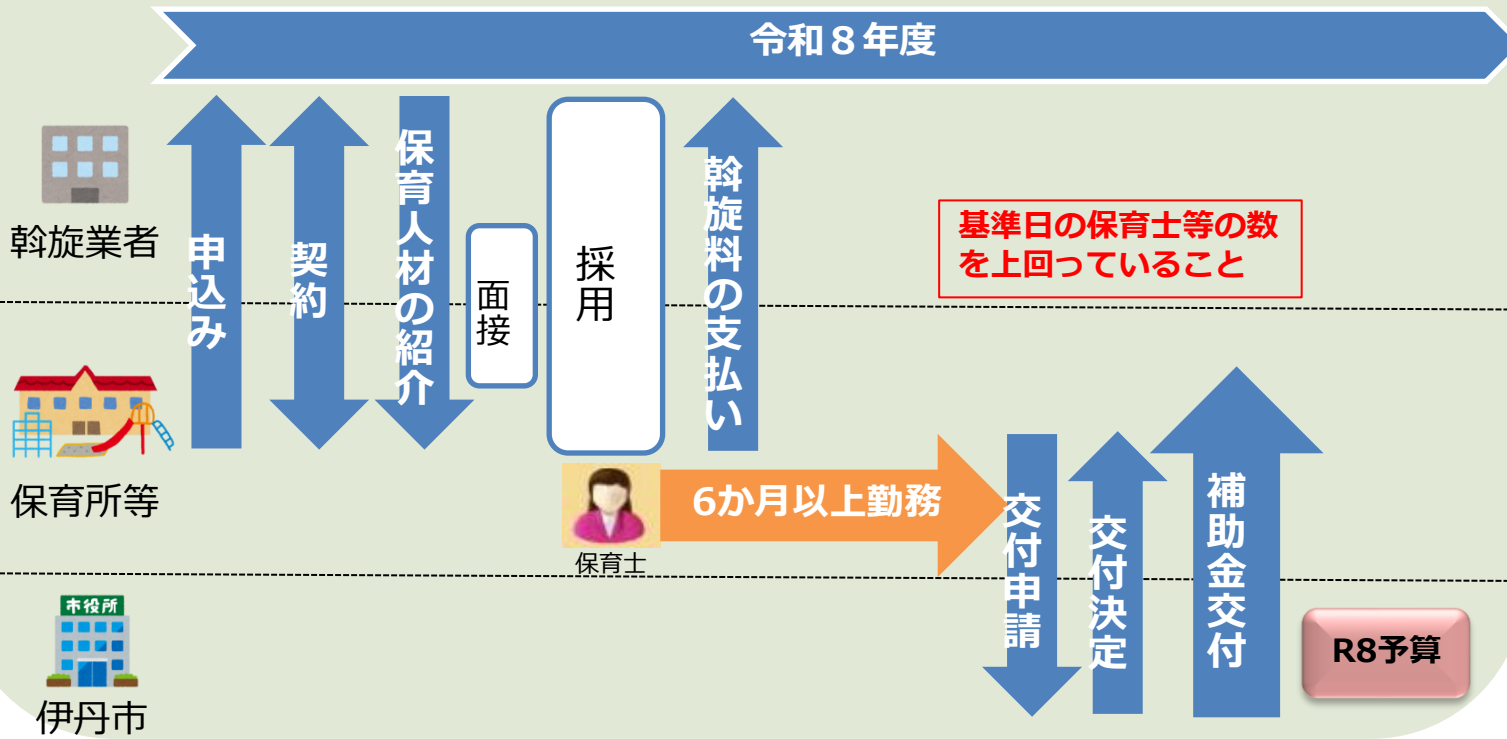 令和８年度
斡旋業者
申込み
契約
保育人材の紹介
面接
採用
斡旋料の支払い
基準日の保育士等の数
を上回っていること
保育所等
保育士
6か月以上勤務
交付申請
交付決定
補助金交付
市役所
伊丹市
R8予算